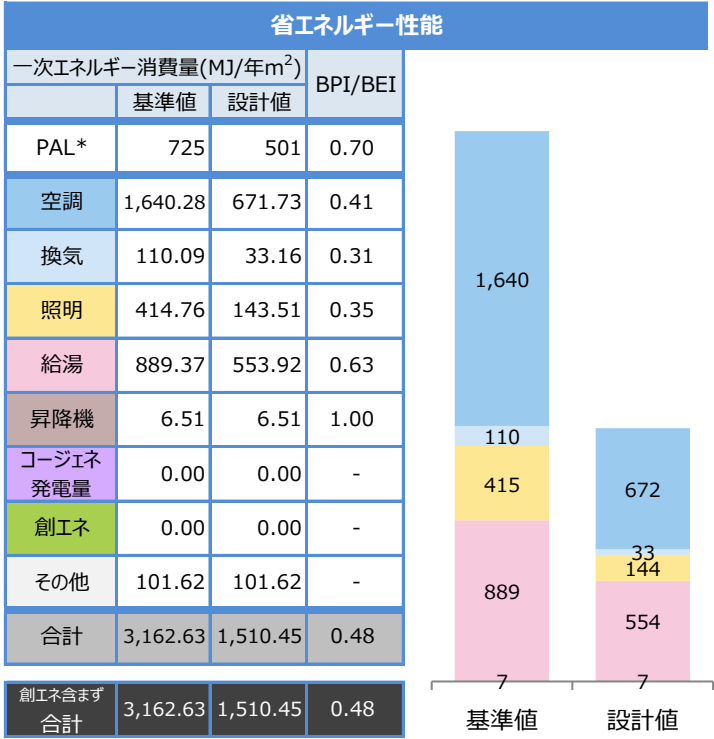 省エネルギー性能
一次エネルギー消費量(MJ/年m²) BPI/BEI
基準値 設計値
PAL* 725 501 0.70
空調 1,640.28 671.73 0.41
換気 110.09 33.16 0.31
照明 414.76 143.51 0.35
給湯 889.37 553.92 0.63
昇降機 6.51 6.51 1.00
コージェネ
発電量 0.00 0.00 -
創エネ 0.00 0.00 -
その他 101.62 101.62 -
合計 3,162.63 1,510.45 0.48
創エネ含まず
合計 3,162.63 1,510.45 0.48
1,640
110
415
889
7
基準値
672
33
144
554
7
設計値